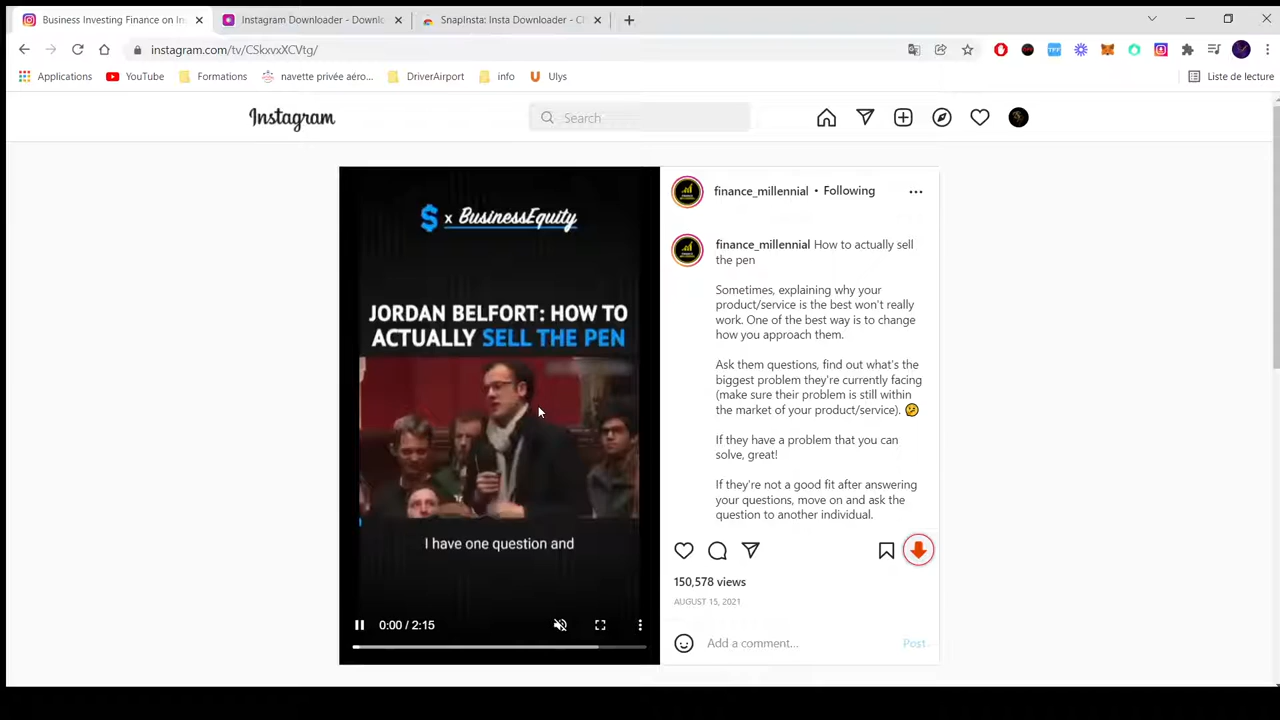 Business Investing Finance on In
Instagram Downloader - Downlo
SnapInsta: Insta Downloader - C
instagram.com/tv/CSkxvxXCVtg/
Applications
YouTube
Formations
navette privée aéro...
DriverAirport
info
Ulys
Liste de lecture
Instagram
Search
$ x BusinessEquity
JORDAN BELFORT: HOW TO
ACTUALLY SELL THE PEN
I have one question and
0:00 / 2:15
finance_millennial • Following
finance_millennial How to actually sell
the pen
Sometimes, explaining why your
product/service is the best won't really
work. One of the best way is to change
how you approach them.
Ask them questions, find out what's the
biggest problem they're currently facing
(make sure their problem is still within
the market of your product/service). 🤔
If they have a problem that you can
solve, great!
If they're not a good fit after answering
your questions, move on and ask the
question to another individual.
150,578 views
AUGUST 15, 2021
Add a comment...
Post